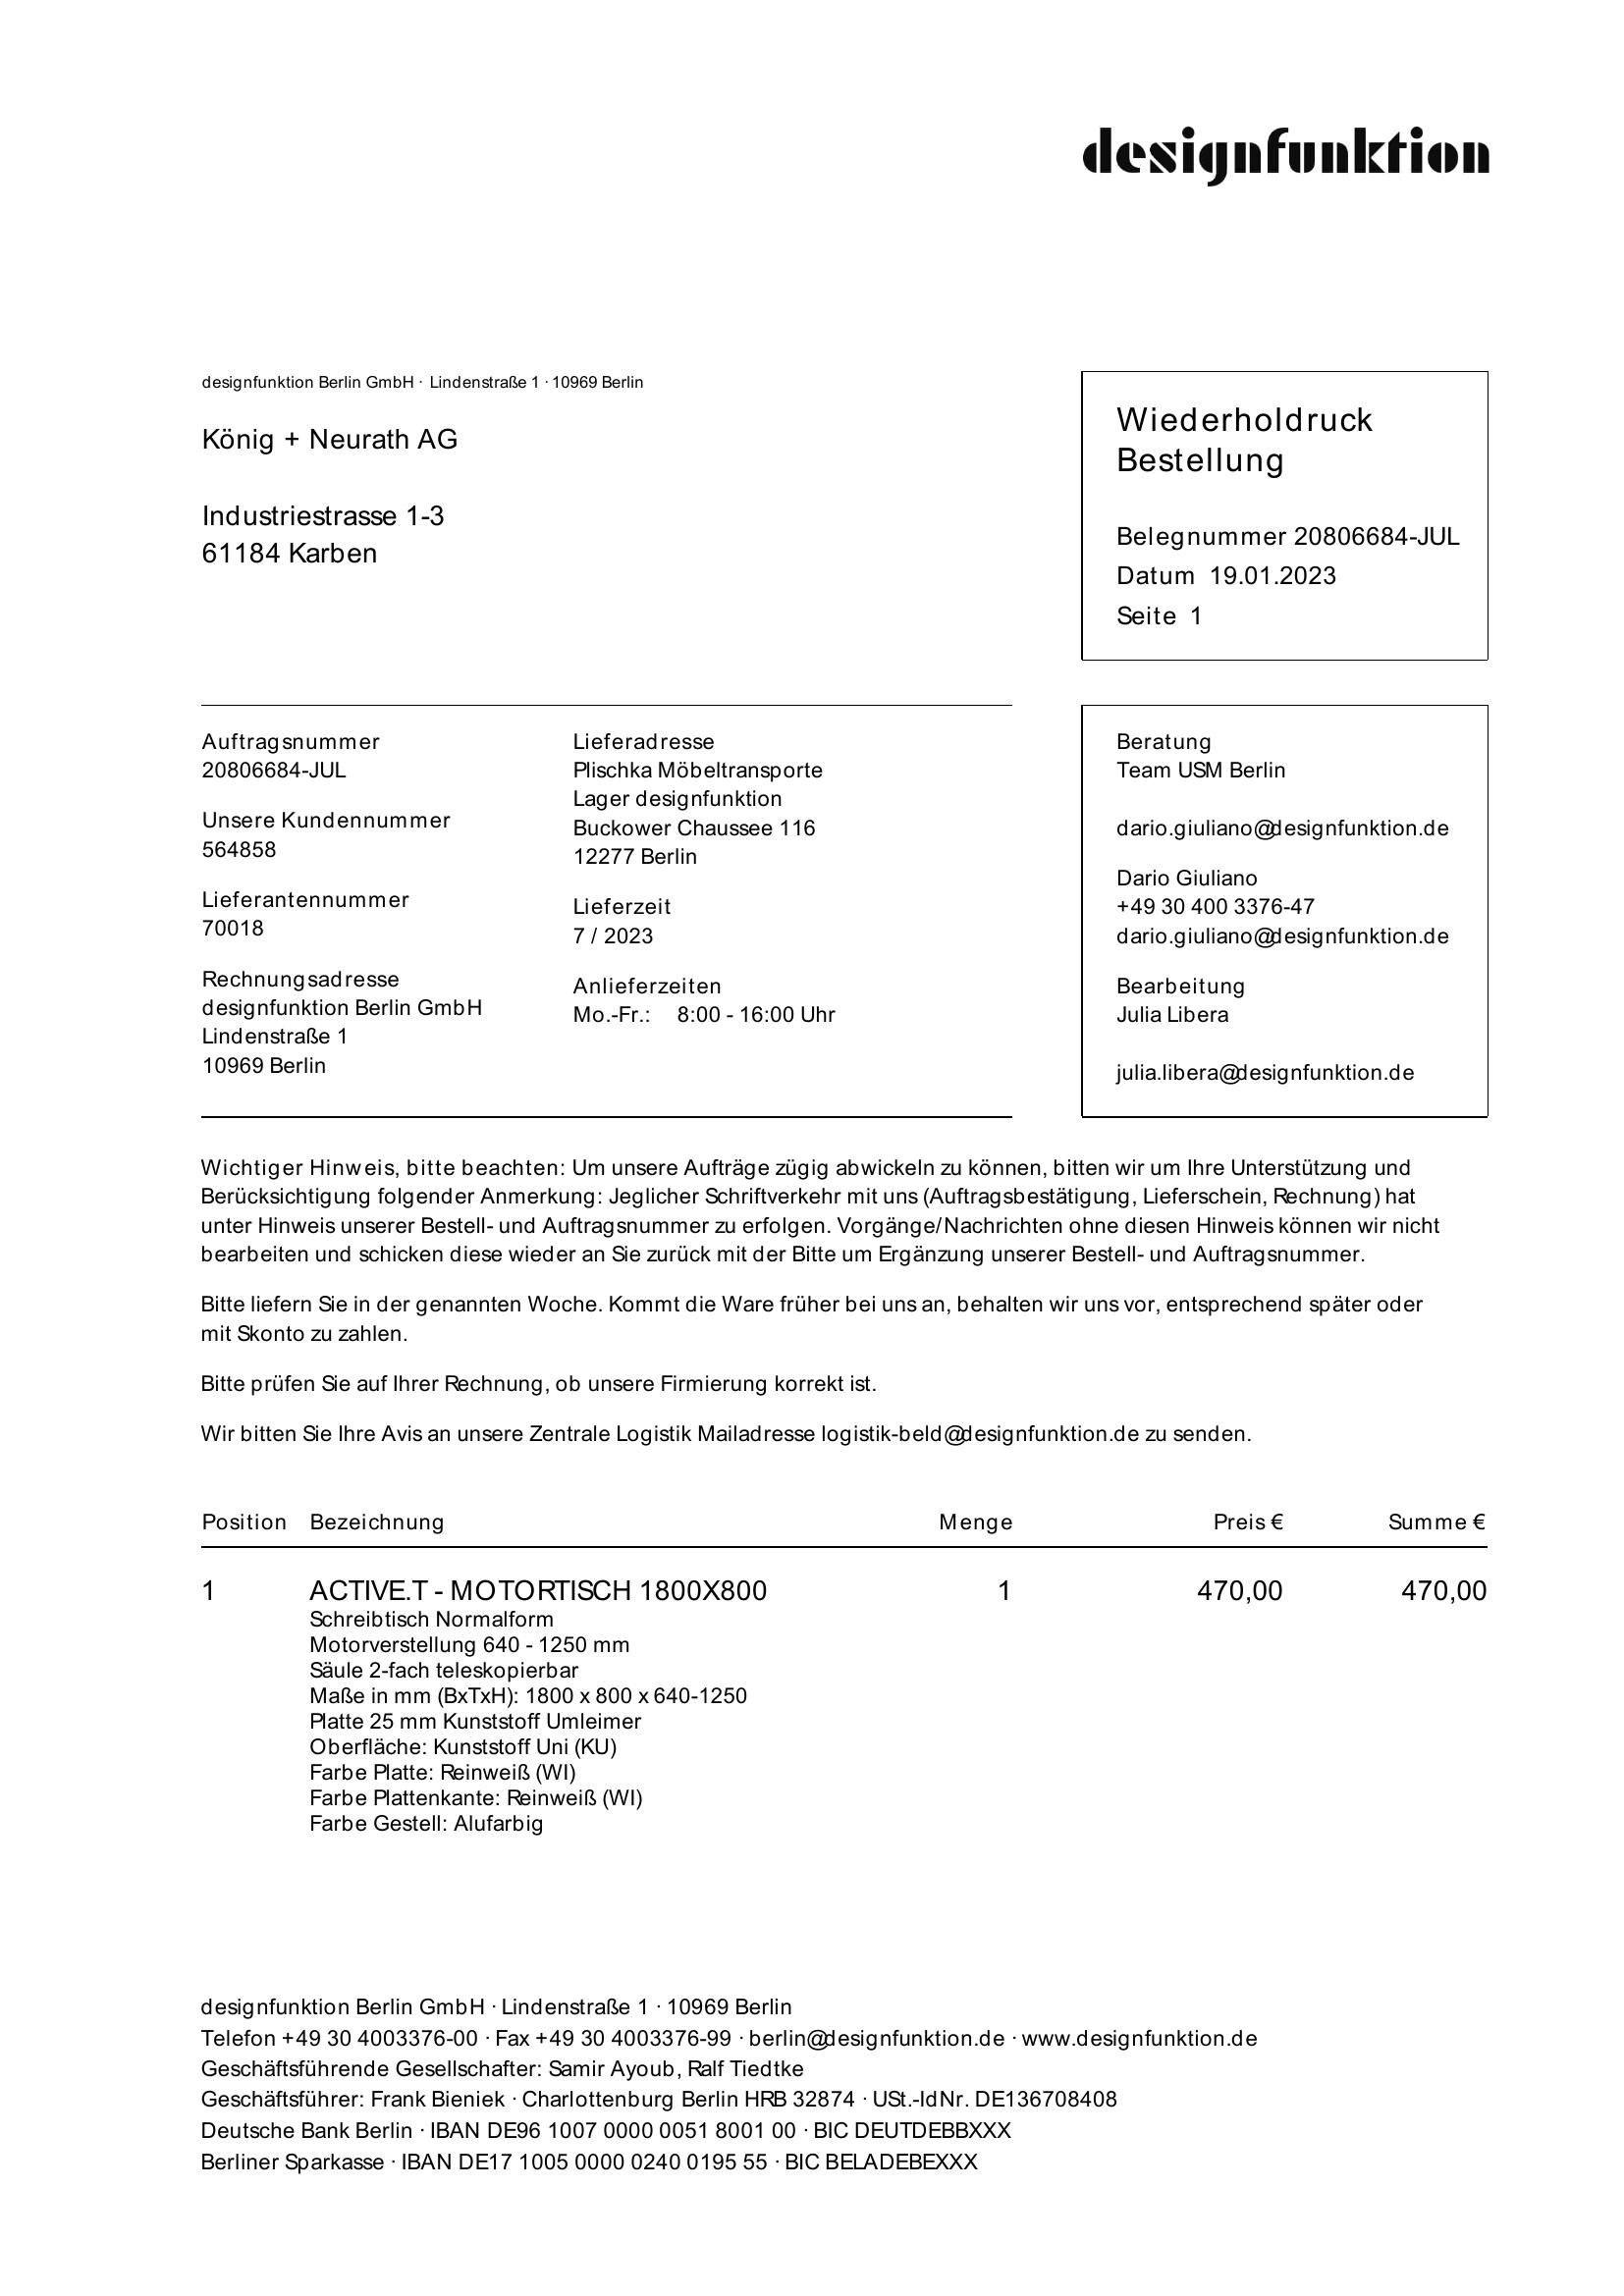 designfunktion
designfunktion Berlin GmbH · Lindenstraße 1 · 10969 Berlin
König + Neurath AG
Industriestrasse 1-3
61184 Karben
Wiederholdruck
Bestellung
Belegnummer 20806684-JUL
Datum 19.01.2023
Seite 1
Auftragsnummer
20806684-JUL
Unsere Kundennummer
564858
Lieferantennummer
70018
Rechnungsadresse
designfunktion Berlin GmbH
Lindenstraße 1
10969 Berlin
Lieferadresse
Plischka Möbeltransporte
Lager designfunktion
Buckower Chaussee 116
12277 Berlin
Lieferzeit
7 / 2023
Anlieferzeiten
Mo.-Fr.: 8:00 - 16:00 Uhr
Beratung
Team USM Berlin
dario.giuliano@designfunktion.de
Dario Giuliano
+49 30 400 3376-47
dario.giuliano@designfunktion.de
Bearbeitung
Julia Libera
julia.libera@designfunktion.de
Wichtiger Hinweis, bitte beachten: Um unsere Aufträge zügig abwickeln zu können, bitten wir um Ihre Unterstützung und
Berücksichtigung folgender Anmerkung: Jeglicher Schriftverkehr mit uns (Auftragsbestätigung, Lieferschein, Rechnung) hat
unter Hinweis unserer Bestell- und Auftragsnummer zu erfolgen. Vorgänge/Nachrichten ohne diesen Hinweis können wir nicht
bearbeiten und schicken diese wieder an Sie zurück mit der Bitte um Ergänzung unserer Bestell- und Auftragsnummer.
Bitte liefern Sie in der genannten Woche. Kommt die Ware früher bei uns an, behalten wir uns vor, entsprechend später oder
mit Skonto zu zahlen.
Bitte prüfen Sie auf Ihrer Rechnung, ob unsere Firmierung korrekt ist.
Wir bitten Sie Ihre Avis an unsere Zentrale Logistik Mailadresse logistik-beld@designfunktion.de zu senden.
Position Bezeichnung Menge Preis € Summe €
1 ACTIVE.T - MOTORTISCH 1800X800 1 470,00 470,00
Schreibtisch Normalform
Motorverstellung 640 - 1250 mm
Säule 2-fach teleskopierbar
Maße in mm (BxTxH): 1800 x 800 x 640-1250
Platte 25 mm Kunststoff Umleimer
Oberfläche: Kunststoff Uni (KU)
Farbe Platte: Reinweiß (WI)
Farbe Plattenkante: Reinweiß (WI)
Farbe Gestell: Alufarbig
designfunktion Berlin GmbH · Lindenstraße 1 · 10969 Berlin
Telefon +49 30 4003376-00 · Fax +49 30 4003376-99 · berlin@designfunktion.de · www.designfunktion.de
Geschäftsführende Gesellschafter: Samir Ayoub, Ralf Tiedtke
Geschäftsführer: Frank Bieniek · Charlottenburg Berlin HRB 32874 · USt.-IdNr. DE136708408
Deutsche Bank Berlin · IBAN DE96 1007 0000 0051 8001 00 · BIC DEUTDEBBXXX
Berliner Sparkasse · IBAN DE17 1005 0000 0240 0195 55 · BIC BELADEBEXXX